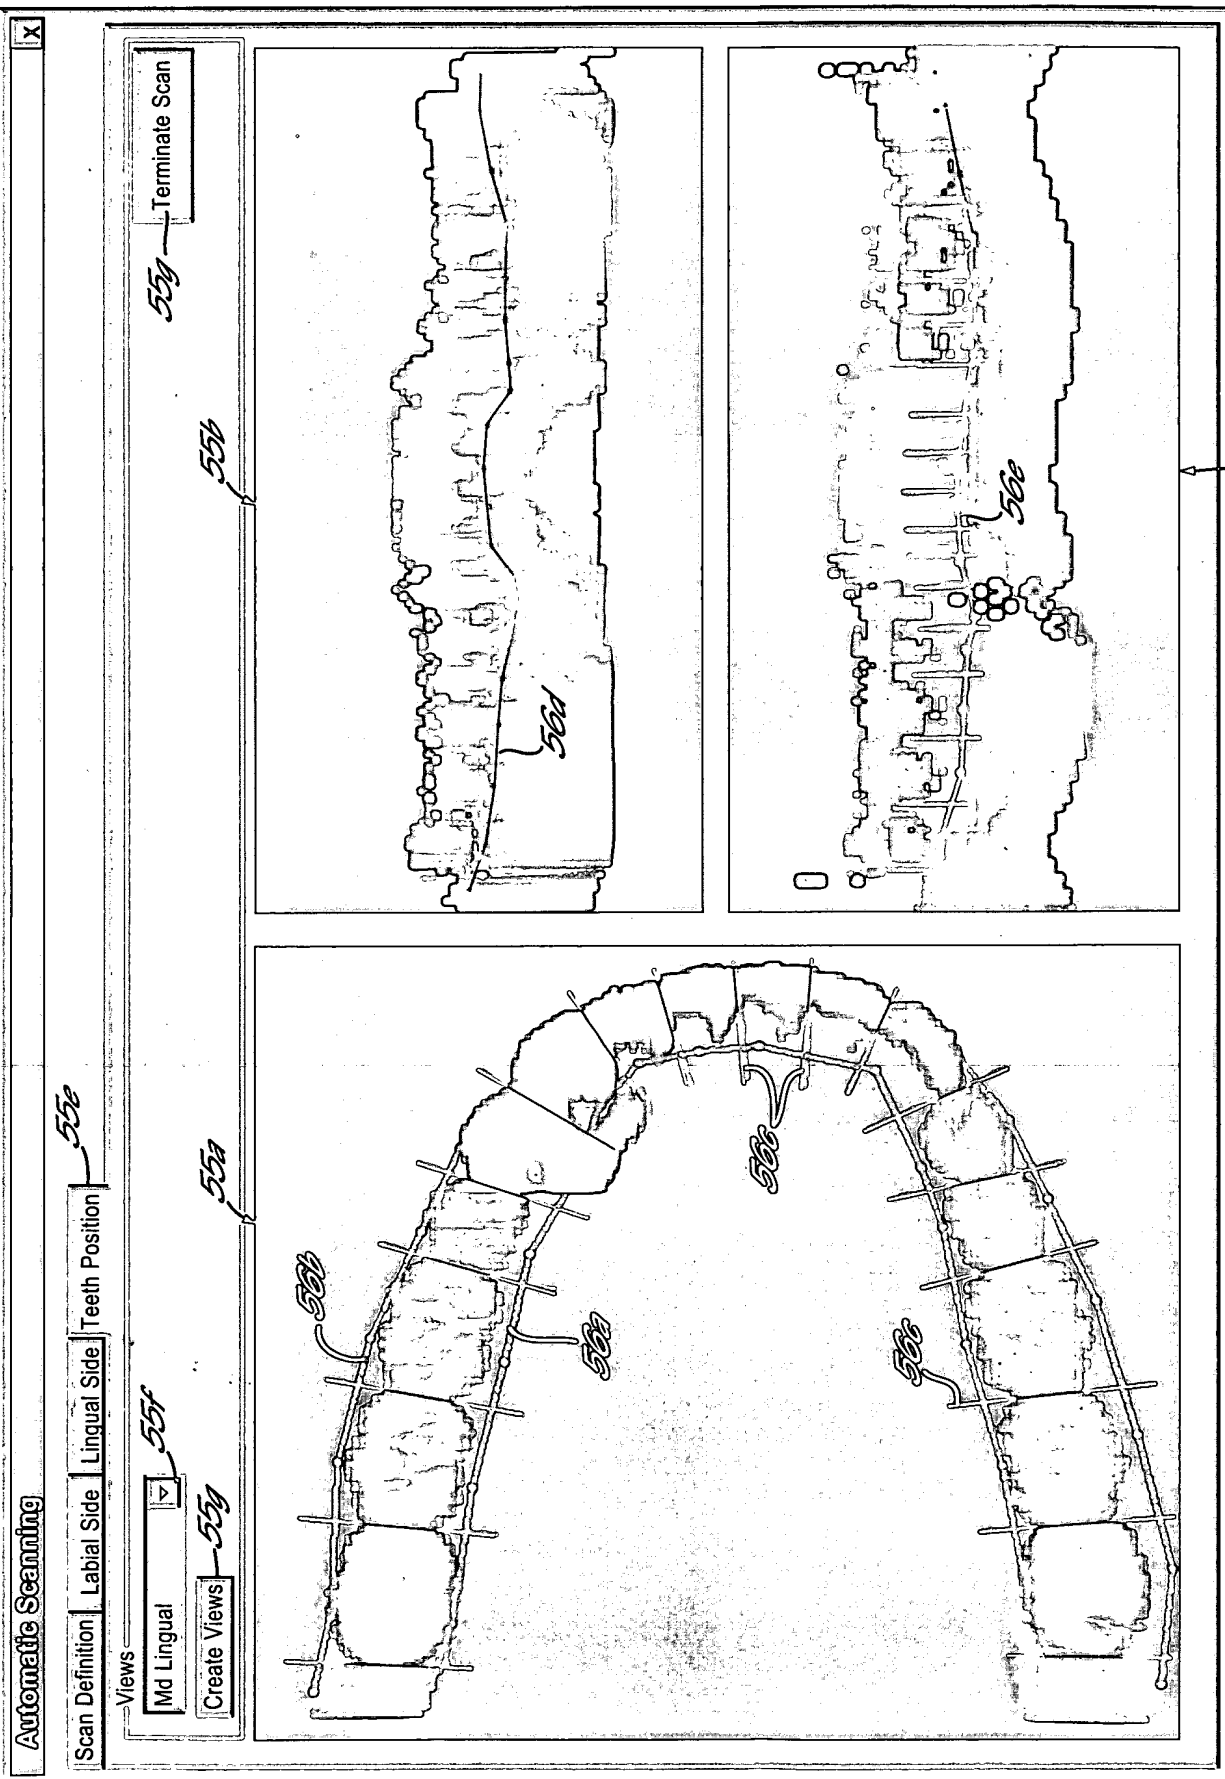 Automatic Scanning X
Scan Definition Labial Side Lingual Side Teeth Position 55e
Views
Md Lingual 55f
Create Views 55g
55g Terminate Scan
55a
55b
56b
56a
56c
56c
56d
56e